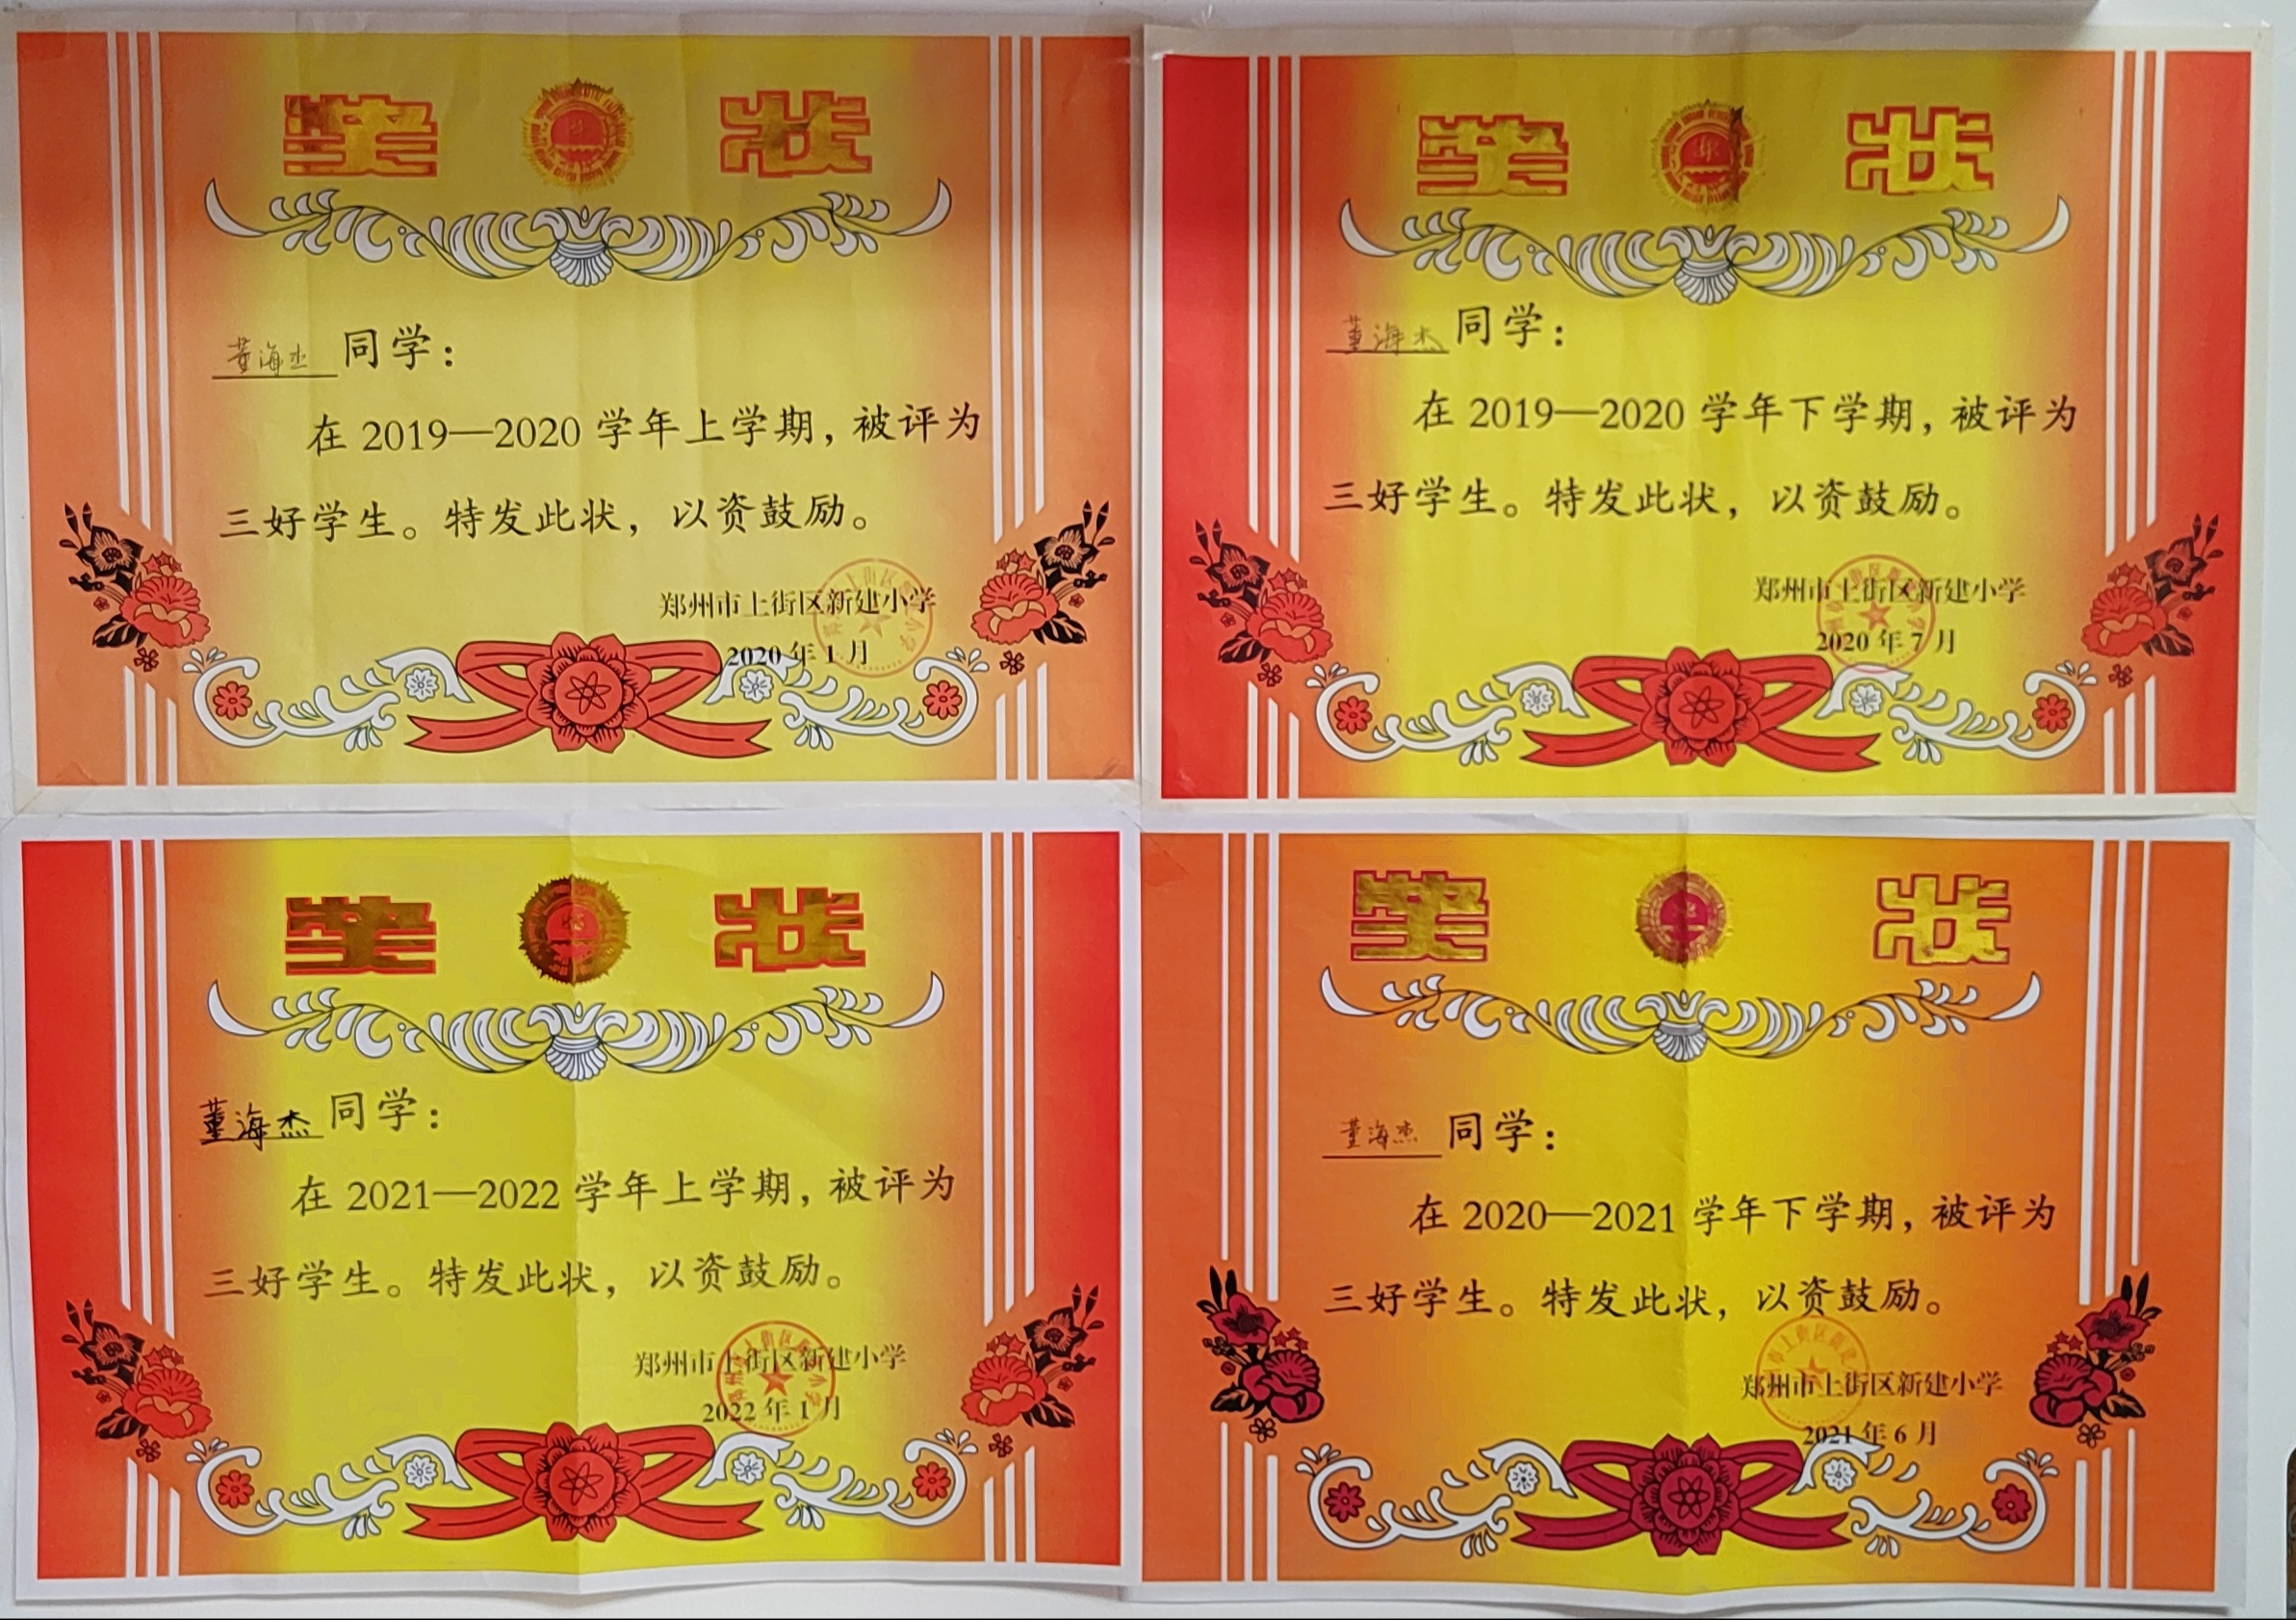 奖 状
董海杰 同学：
在 2019—2020 学年上学期，被评为
三好学生。特发此状，以资鼓励。
郑州市上街区新建小学
2020 年 1 月
奖 状
董海杰 同学：
在 2019—2020 学年下学期，被评为
三好学生。特发此状，以资鼓励。
郑州市上街区新建小学
2020 年 7 月
奖 状
董海杰 同学：
在 2021—2022 学年上学期，被评为
三好学生。特发此状，以资鼓励。
郑州市上街区新建小学
2022 年 1 月
奖 状
董海杰 同学：
在 2020—2021 学年下学期，被评为
三好学生。特发此状，以资鼓励。
郑州市上街区新建小学
2021 年 6 月